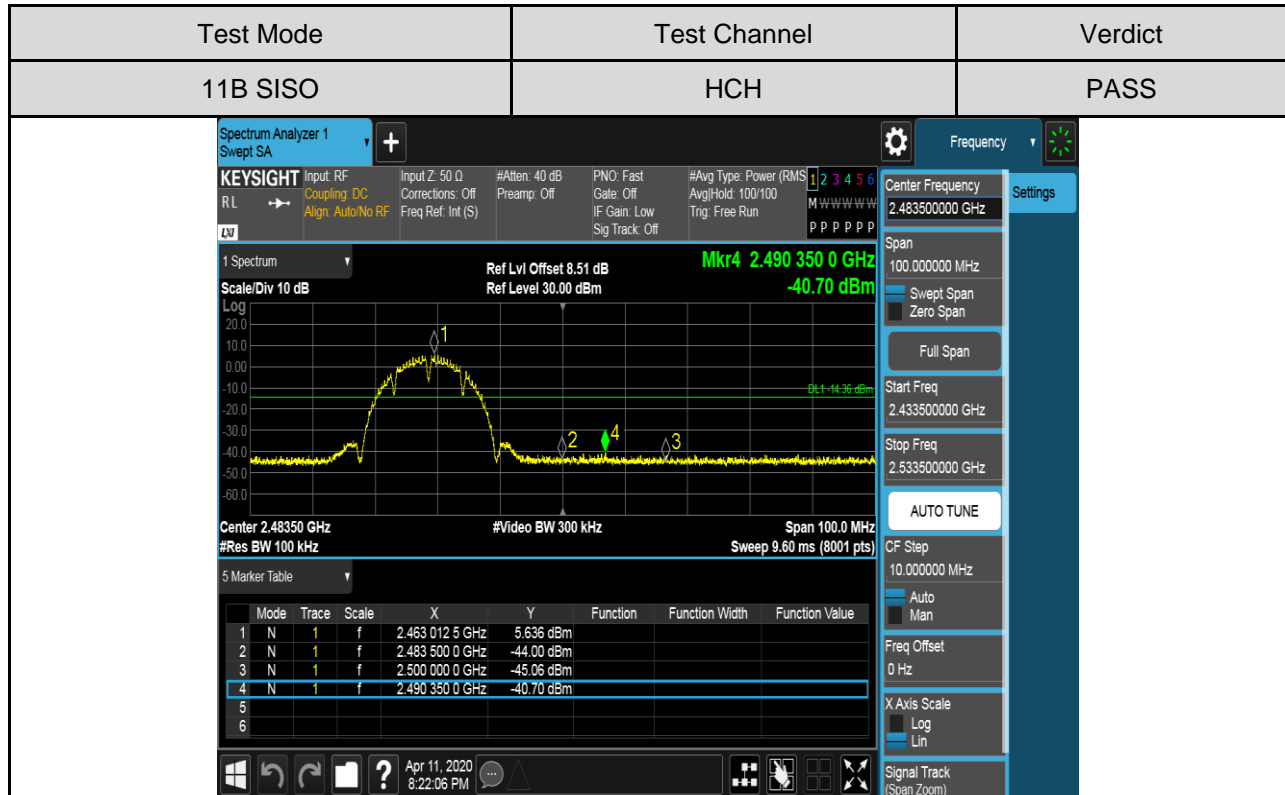 Test Mode Test Channel Verdict
11B SISO HCH PASS
Spectrum Analyzer 1
Swept SA
+
Frequency
KEYSIGHT Input: RF Input Z: 50 Ω #Atten: 40 dB PNO: Fast #Avg Type: Power (RMS 1 2 3 4 5 6
RL Coupling: DC Corrections: Off Preamp: Off Gate: Off Avg|Hold: 100/100 M W W W W W
Align: Auto/No RF Freq Ref: Int (S) IF Gain: Low Trig: Free Run
LXI Sig Track: Off P P P P P P
1 Spectrum
Ref Lvl Offset 8.51 dB Mkr4 2.490 350 0 GHz
Scale/Div 10 dB Ref Level 30.00 dBm -40.70 dBm
Log
20.0
10.0
0.00
-10.0
-20.0
-30.0
-40.0
-50.0
-60.0
1
DL1 -14.36 dBm
2 4 3
Center 2.48350 GHz #Video BW 300 kHz Span 100.0 MHz
#Res BW 100 kHz Sweep 9.60 ms (8001 pts)
5 Marker Table
Mode Trace Scale X Y Function Function Width Function Value
1 N 1 f 2.463 012 5 GHz 5.636 dBm
2 N 1 f 2.483 500 0 GHz -44.00 dBm
3 N 1 f 2.500 000 0 GHz -45.06 dBm
4 N 1 f 2.490 350 0 GHz -40.70 dBm
5
6
?
Apr 11, 2020
8:22:06 PM
Center Frequency
2.483500000 GHz
Settings
Span
100.000000 MHz
Swept Span
Zero Span
Full Span
Start Freq
2.433500000 GHz
Stop Freq
2.533500000 GHz
AUTO TUNE
CF Step
10.000000 MHz
Auto
Man
Freq Offset
0 Hz
X Axis Scale
Log
Lin
Signal Track
(Span Zoom)